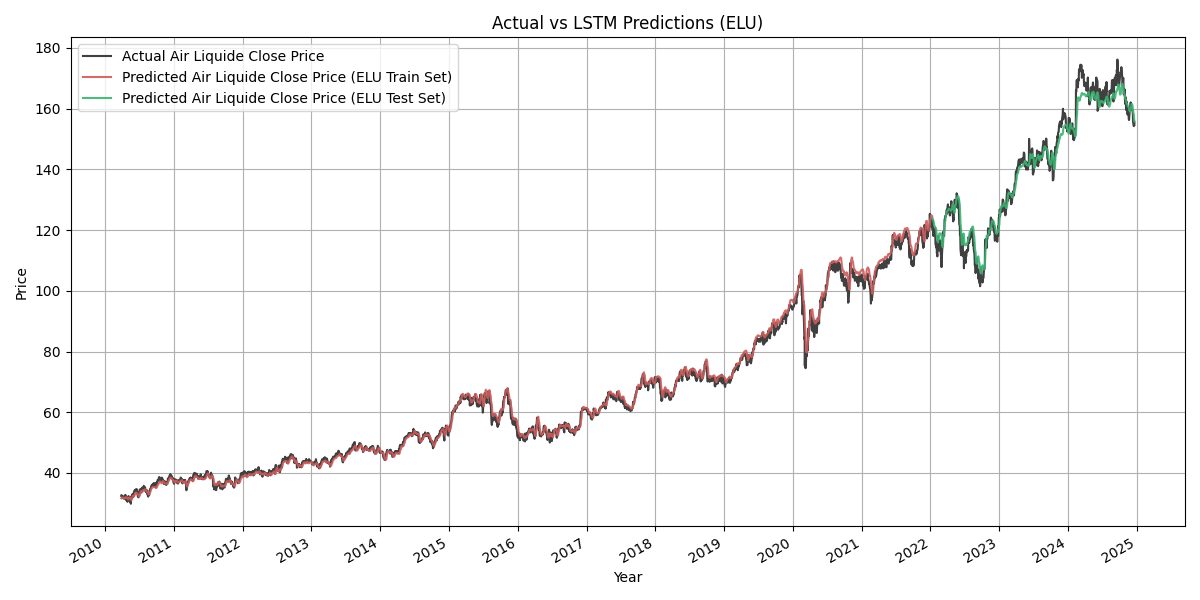 Actual vs LSTM Predictions (ELU)
Actual Air Liquide Close Price
Predicted Air Liquide Close Price (ELU Train Set)
Predicted Air Liquide Close Price (ELU Test Set)
Price
180
160
140
120
100
80
60
40
2010 2011 2012 2013 2014 2015 2016 2017 2018 2019 2020 2021 2022 2023 2024 2025
Year